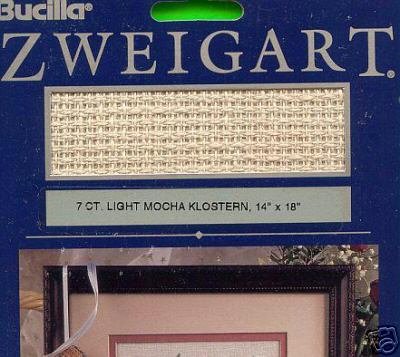 Bucilla®
ZWEIGART®
7 CT. LIGHT MOCHA KLOSTERN, 14" x 18"